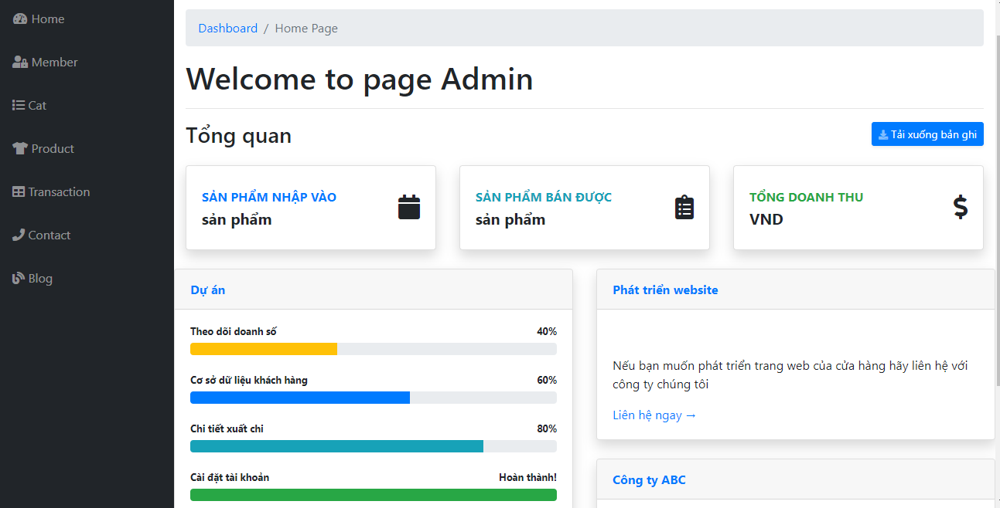 Home
Member
Cat
Product
Transaction
Contact
Blog
Dashboard / Home Page
Welcome to page Admin
Tổng quan
Tải xuống bản ghi
SẢN PHẨM NHẬP VÀO
sản phẩm
SẢN PHẨM BÁN ĐƯỢC
sản phẩm
TỔNG DOANH THU
VND
Dự án
Theo dõi doanh số 40%
Cơ sở dữ liệu khách hàng 60%
Chi tiết xuất chi 80%
Cài đặt tài khoản Hoàn thành!
Phát triển website
Nếu bạn muốn phát triển trang web của cửa hàng hãy liên hệ với
công ty chúng tôi
Liên hệ ngay →
Công ty ABC